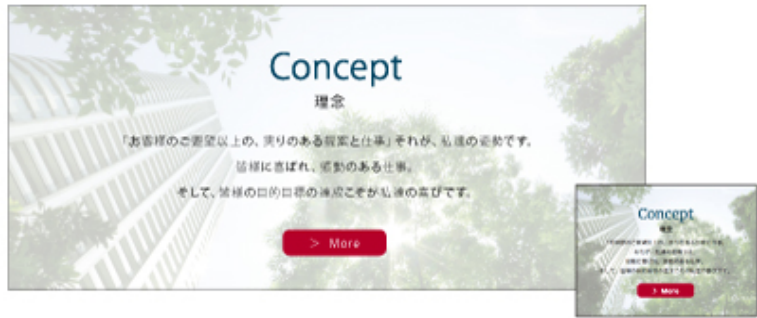 Concept
理念
「お客様のご要望以上の、実りのある提案と仕事」それが、私達の姿勢です。
皆様に喜ばれ、感動のある仕事。
そして、皆様の目的目標の達成こそが私達の喜びです。
> More
Concept
理念
> More